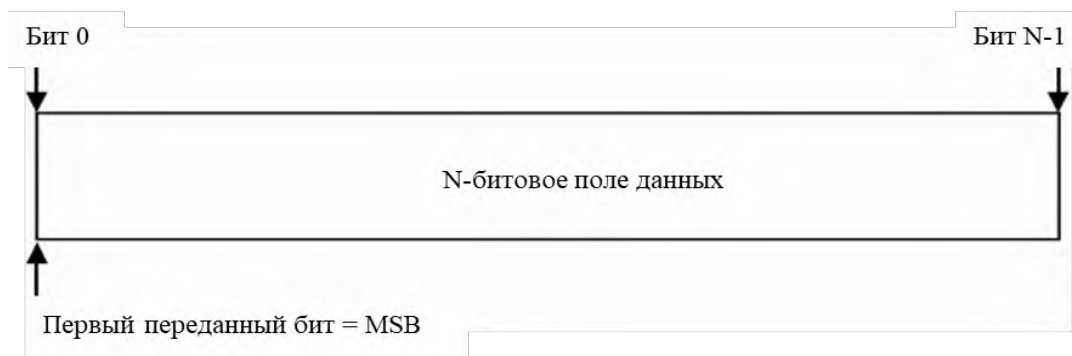 Бит 0
Бит N-1
N-битовое поле данных
Первый переданный бит = MSB